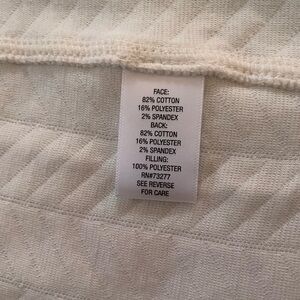 FACE:
82% COTTON
16% POLYESTER
2% SPANDEX
BACK:
82% COTTON
16% POLYESTER
2% SPANDEX
FILLING:
100% POLYESTER
RN#73277
SEE REVERSE
FOR CARE